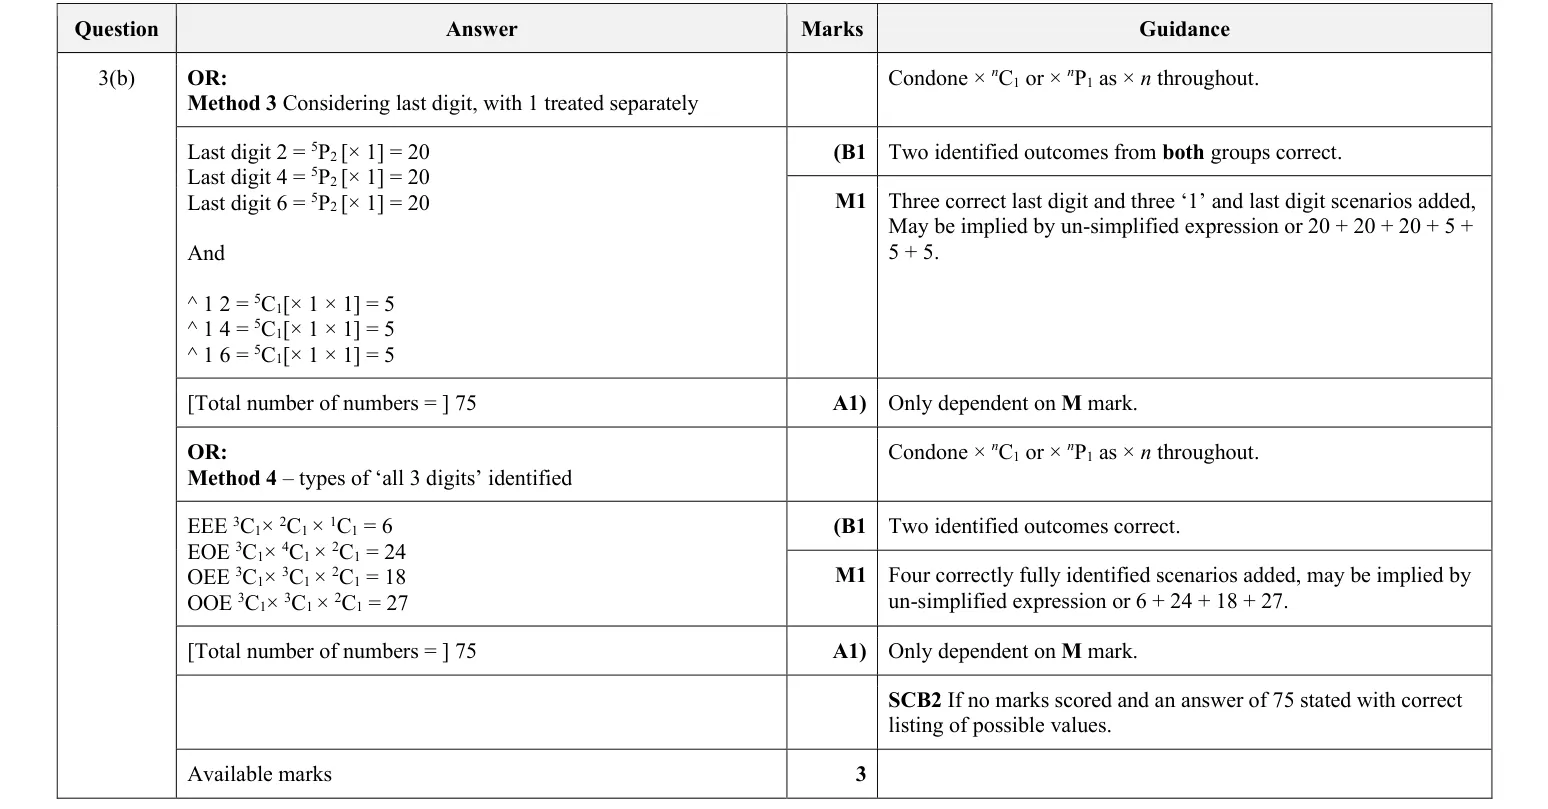 Question Answer Marks Guidance
3(b) OR: Condone × ⁿC₁ or × ⁿP₁ as × n throughout.
Method 3 Considering last digit, with 1 treated separately
Last digit 2 = ⁵P₂ [× 1] = 20 (B1 Two identified outcomes from both groups correct.
Last digit 4 = ⁵P₂ [× 1] = 20
Last digit 6 = ⁵P₂ [× 1] = 20 M1 Three correct last digit and three ‘1’ and last digit scenarios added,
May be implied by un-simplified expression or 20 + 20 + 20 + 5 +
And 5 + 5.
^ 1 2 = ⁵C₁[× 1 × 1] = 5
^ 1 4 = ⁵C₁[× 1 × 1] = 5
^ 1 6 = ⁵C₁[× 1 × 1] = 5
[Total number of numbers = ] 75 A1) Only dependent on M mark.
OR: Condone × ⁿC₁ or × ⁿP₁ as × n throughout.
Method 4 – types of ‘all 3 digits’ identified
EEE ³C₁× ²C₁ × ¹C₁ = 6 (B1 Two identified outcomes correct.
EOE ³C₁× ⁴C₁ × ²C₁ = 24
OEE ³C₁× ³C₁ × ²C₁ = 18 M1 Four correctly fully identified scenarios added, may be implied by
OOE ³C₁× ³C₁ × ²C₁ = 27 un-simplified expression or 6 + 24 + 18 + 27.
[Total number of numbers = ] 75 A1) Only dependent on M mark.
SCB2 If no marks scored and an answer of 75 stated with correct
listing of possible values.
Available marks 3